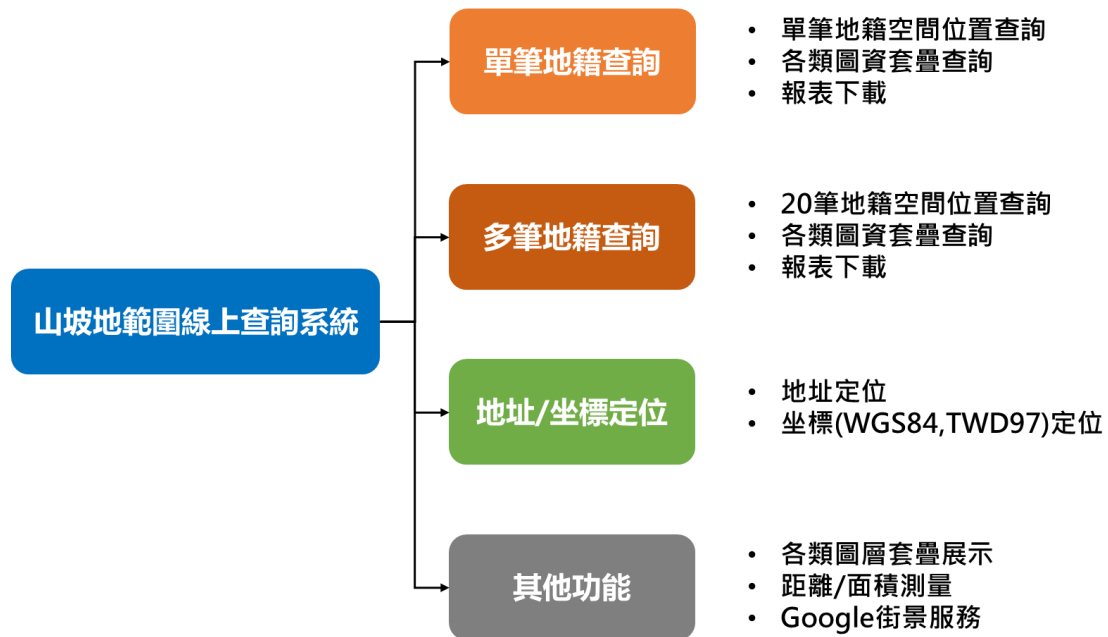 山坡地範圍線上查詢系統
單筆地籍查詢
• 單筆地籍空間位置查詢
• 各類圖資套疊查詢
• 報表下載
多筆地籍查詢
• 20筆地籍空間位置查詢
• 各類圖資套疊查詢
• 報表下載
地址/坐標定位
• 地址定位
• 坐標(WGS84,TWD97)定位
其他功能
• 各類圖層套疊展示
• 距離/面積測量
• Google街景服務